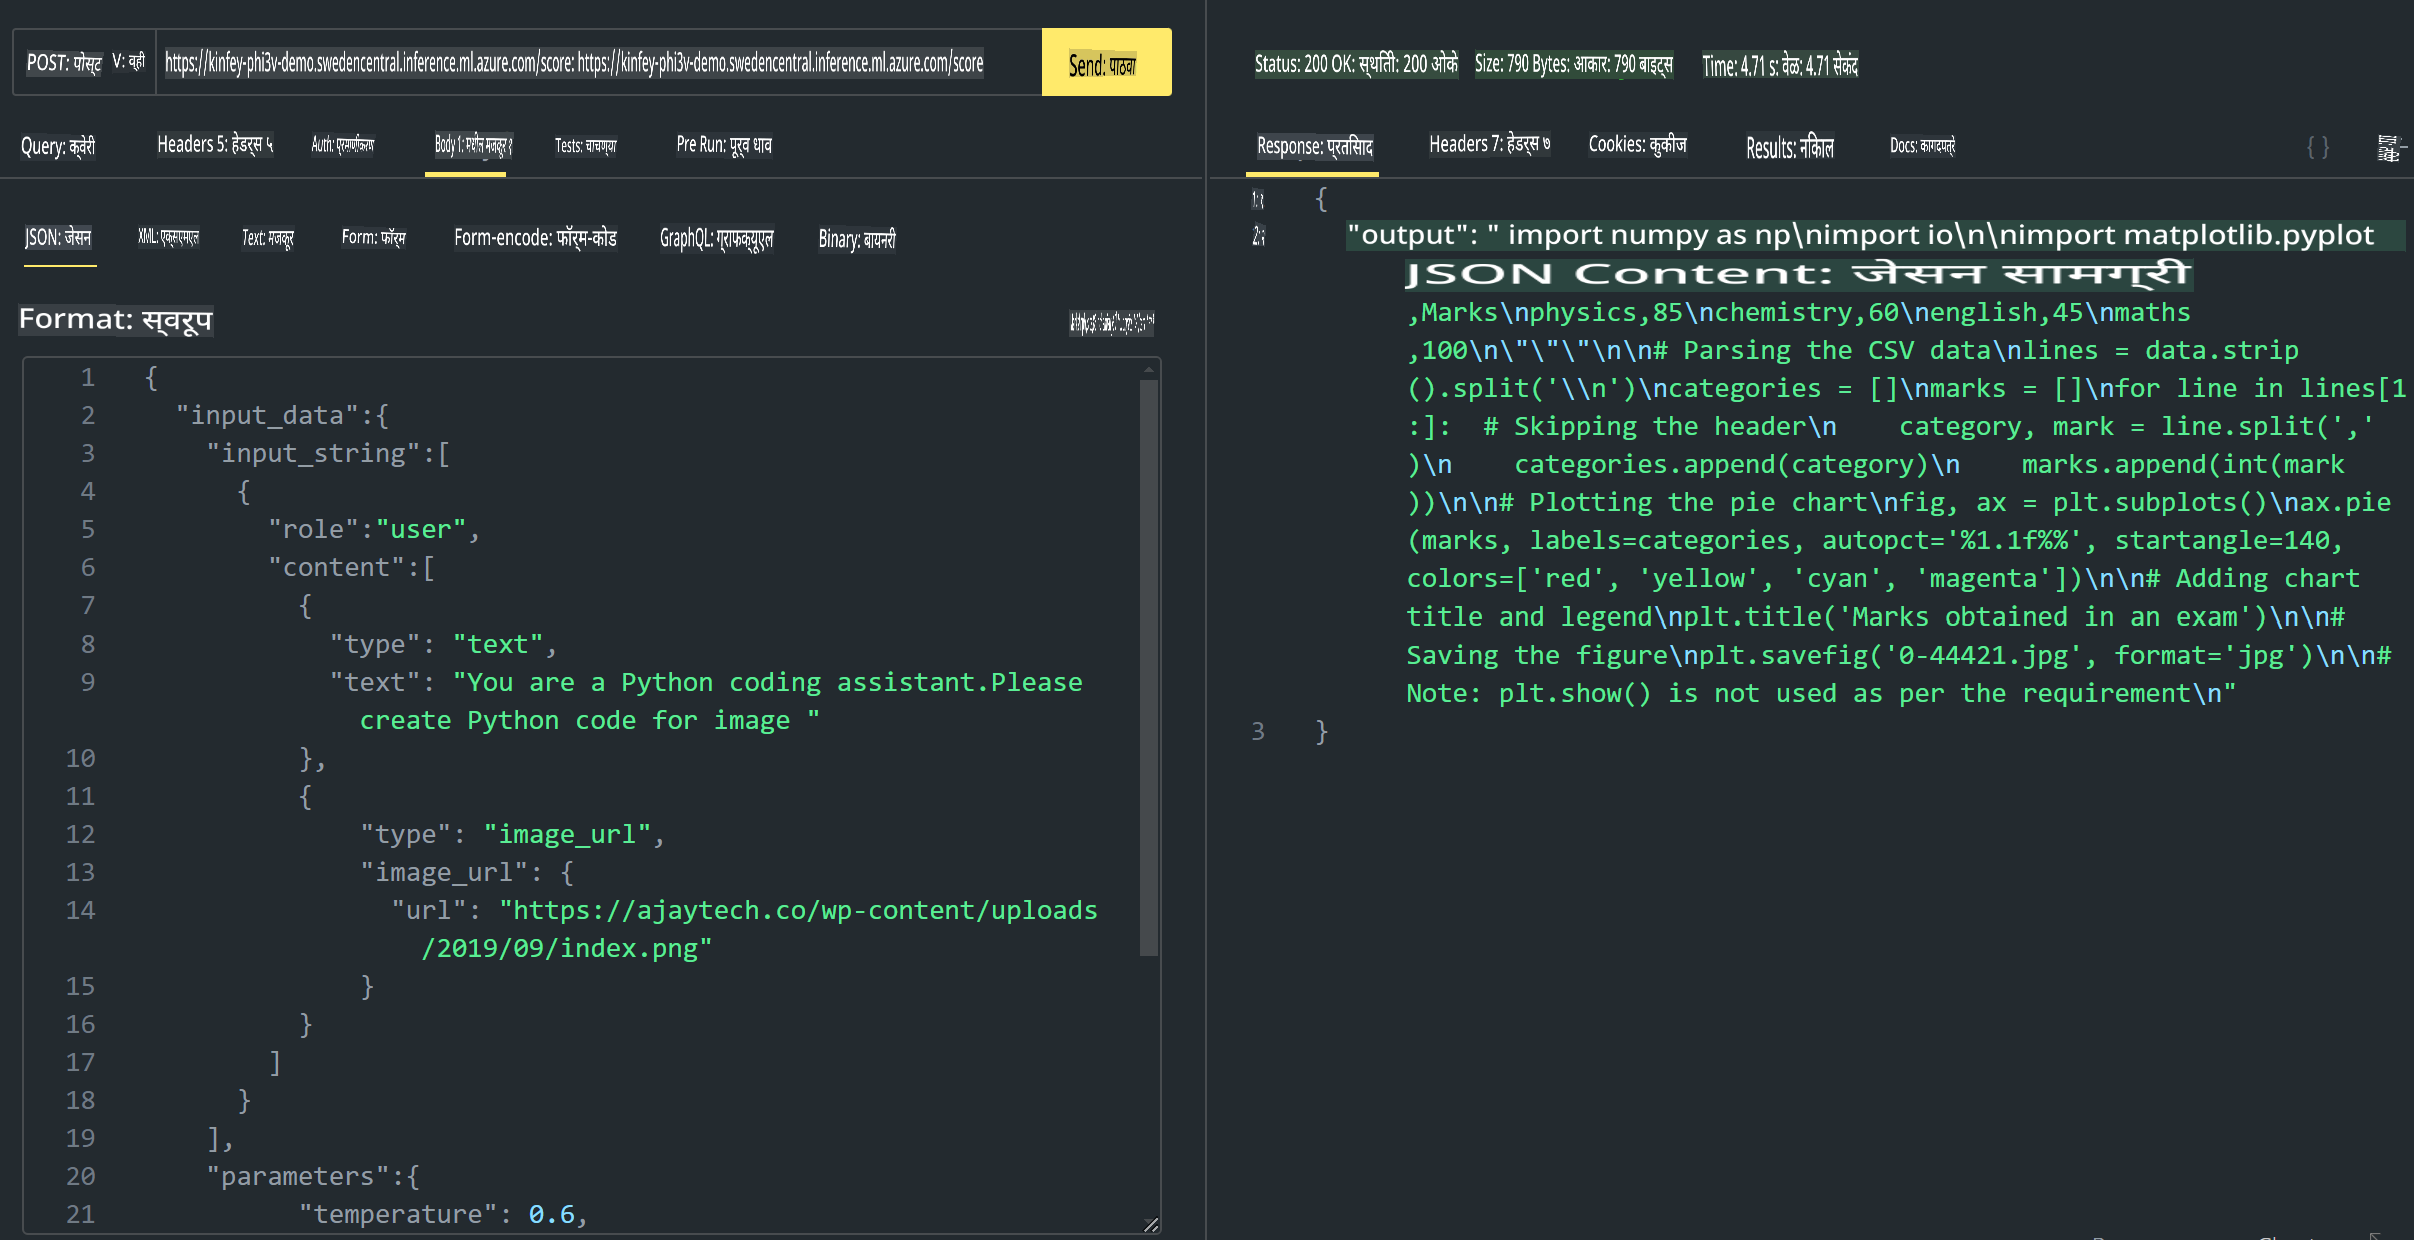 POST: पोस्ट V: व्ही https://kinfey-phi3v-demo.swedencentral.inference.ml.azure.com/score: https://kinfey-phi3v-demo.swedencentral.inference.ml.azure.com/score Send: पाठवा
Query: क्वेरी Headers 5: हेडर्स ५ Auth: प्रमाणीकरण Body 1: मजकूर १ Tests: चाचण्या Pre Run: पूर्व धाव
JSON: जेसन XML: एक्सएमएल Text: मजकूर Form: फॉर्म Form-encode: फॉर्म-कोड GraphQL: ग्राफक्यूएल Binary: बायनरी
Format: स्वरूप
1 {
2 "input_data":{
3 "input_string":[
4 {
5 "role":"user",
6 "content":[
7 {
8 "type": "text",
9 "text": "You are a Python coding assistant.Please
create Python code for image "
10 },
11 {
12 "type": "image_url",
13 "image_url": {
14 "url": "https://ajaytech.co/wp-content/uploads
/2019/09/index.png"
15 }
16 }
17 ]
18 }
19 ],
20 "parameters":{
21 "temperature": 0.6,
Status: 200 OK: स्थिती: 200 ओके Size: 790 Bytes: आकार: 790 बाइट्स Time: 4.71 s: वेळ: 4.71 सेकंद
Response: प्रतिसाद Headers 7: हेडर्स ७ Cookies: कुकीज Results: निकाल Docs: कागदपत्रे { }
{
"output": " import numpy as np\nimport io\n\nimport matplotlib.pyplot
JSON Content: जेसन सामग्री
,Marks\nphysics,85\nchemistry,60\nenglish,45\nmaths
,100\n\"\"\"\n\n# Parsing the CSV data\nlines = data.strip
().split('\\n')\ncategories = []\nmarks = []\nfor line in lines[1
:]:  # Skipping the header\n    category, mark = line.split(','
)\n    categories.append(category)\n    marks.append(int(mark
))\n\n# Plotting the pie chart\nfig, ax = plt.subplots()\nax.pie
(marks, labels=categories, autopct='%1.1f%%', startangle=140,
colors=['red', 'yellow', 'cyan', 'magenta'])\n\n# Adding chart
title and legend\nplt.title('Marks obtained in an exam')\n\n#
Saving the figure\nplt.savefig('0-44421.jpg', format='jpg')\n\n#
Note: plt.show() is not used as per the requirement\n"
3 }